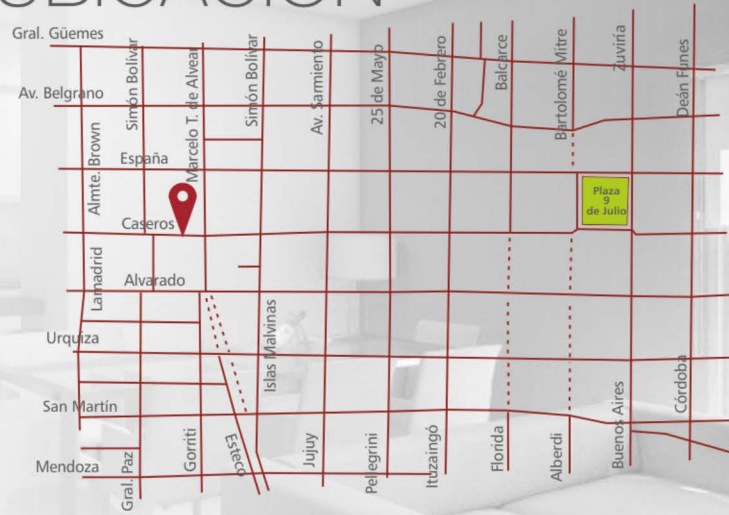 UBICACIÓN
Gral. Güemes
Av. Belgrano
España
Caseros
Alvarado
Urquiza
San Martín
Mendoza
Almte. Brown
Simón Bolívar
Marcelo T. de Alvear
Simón Bolívar
Av. Sarmiento
25 de Mayo
20 de Febrero
Balcarce
Bartolomé Mitre
Zuviría
Deán Funes
Plaza
9
de Julio
Lamadrid
Gral. Paz
Gorriti
Esteco
Islas Malvinas
Jujuy
Pellegrini
Ituzaingó
Florida
Alberdi
Buenos Aires
Córdoba